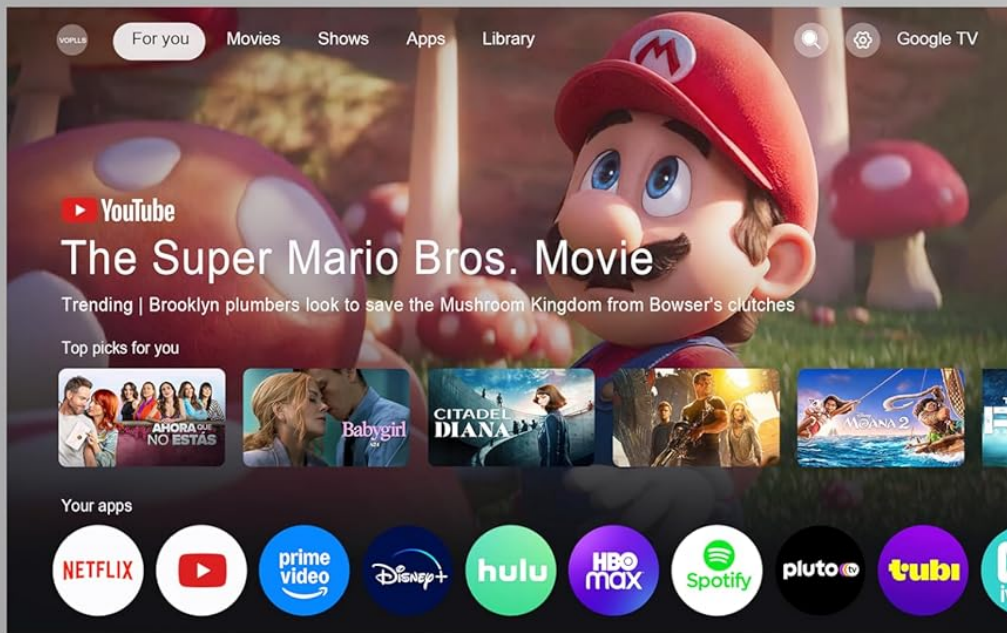 VOPLLS
For you
Movies
Shows
Apps
Library
Google TV
M
YouTube
The Super Mario Bros. Movie
Trending | Brooklyn plumbers look to save the Mushroom Kingdom from Bowser's clutches
Top picks for you
AHORA QUE
NO ESTÁS
Babygirl
CITADEL
DIANA
Disney
MOANA 2
Your apps
NETFLIX
prime
video
Disney+
hulu
HBO
max
Spotify
pluto tv
tubi